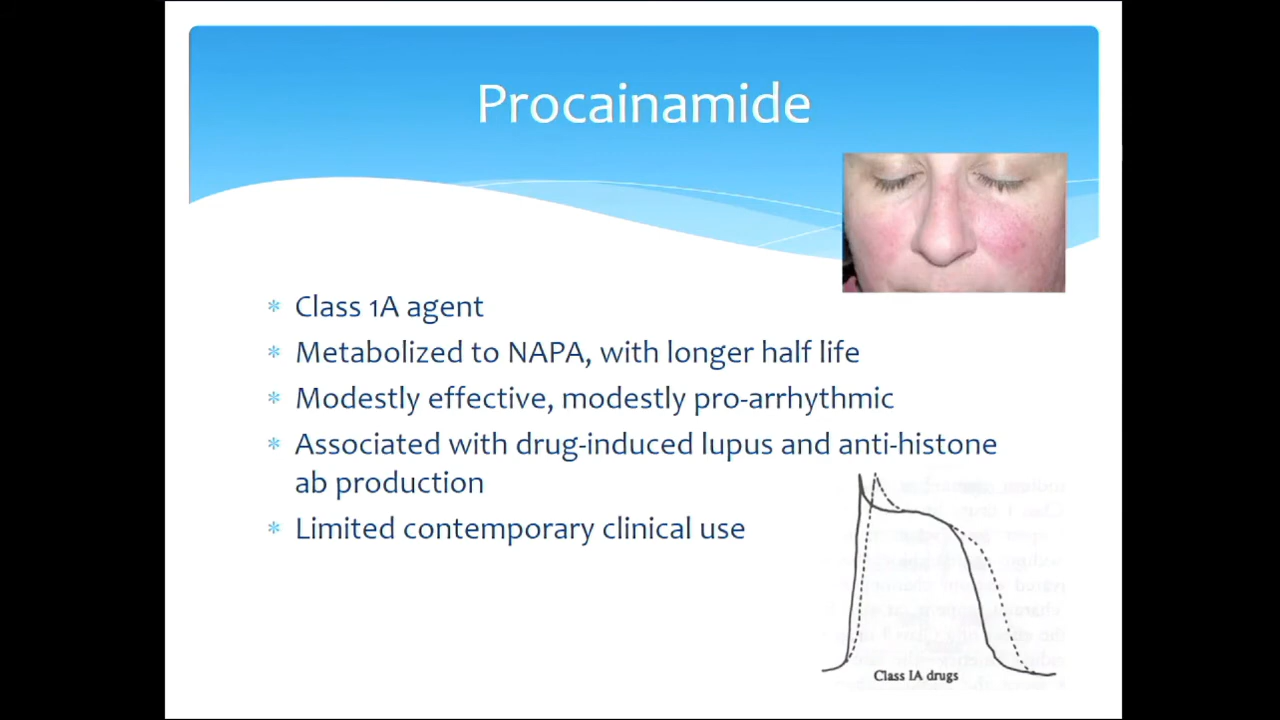 Procainamide
* Class 1A agent
* Metabolized to NAPA, with longer half life
* Modestly effective, modestly pro-arrhythmic
* Associated with drug-induced lupus and anti-histone
ab production
* Limited contemporary clinical use
Class IA drugs